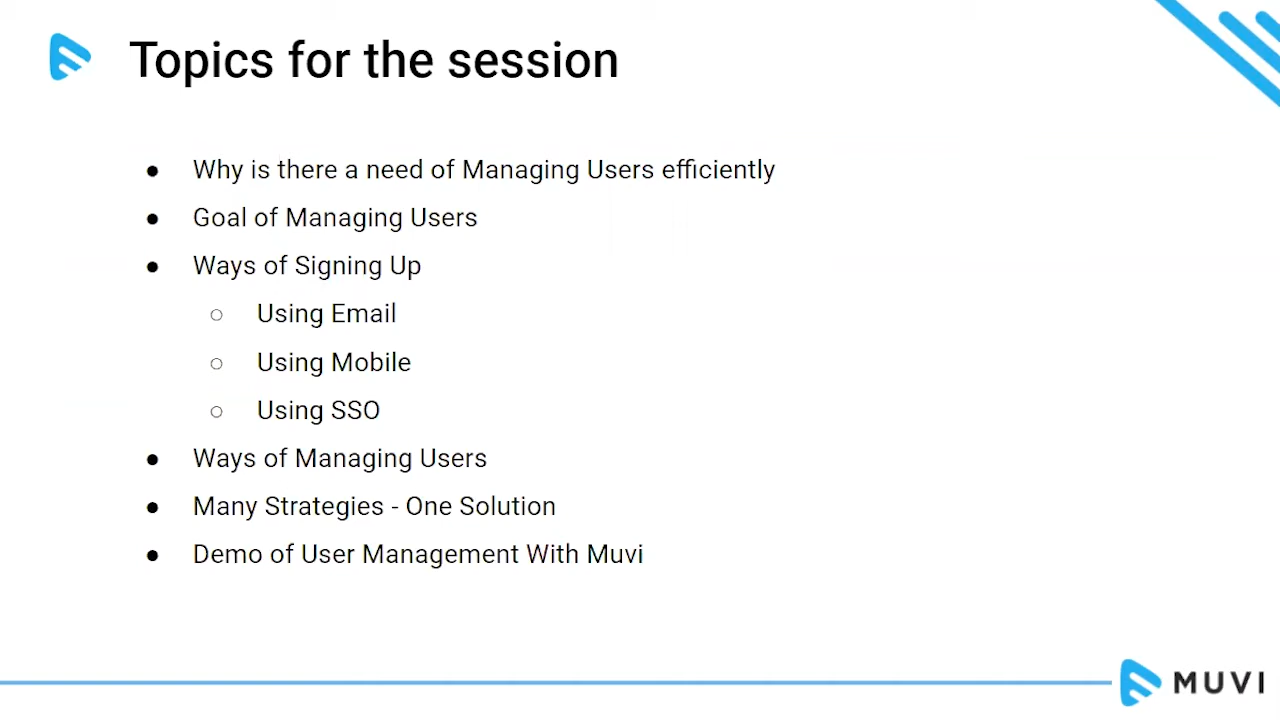 Topics for the session
● Why is there a need of Managing Users efficiently
● Goal of Managing Users
● Ways of Signing Up
○ Using Email
○ Using Mobile
○ Using SSO
● Ways of Managing Users
● Many Strategies - One Solution
● Demo of User Management With Muvi
MUVI